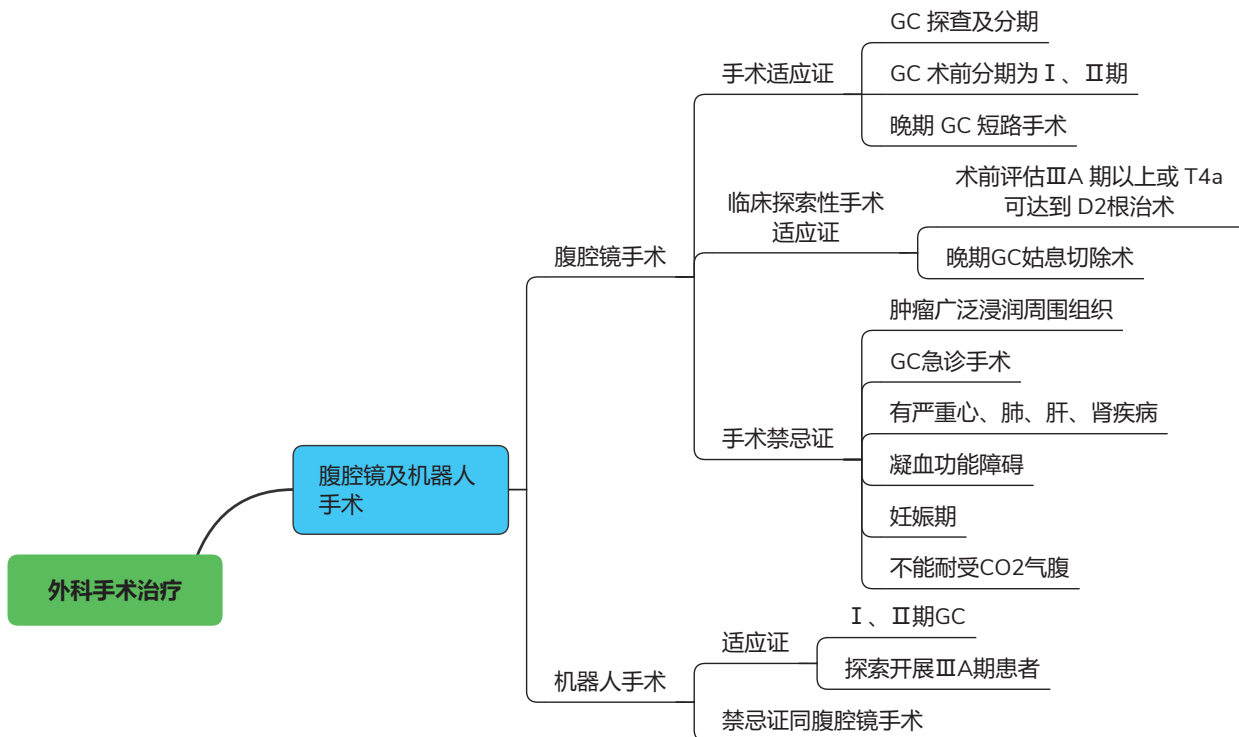 GC 探查及分期
手术适应证
GC 术前分期为Ⅰ、Ⅱ期
晚期 GC 短路手术
术前评估ⅢA 期以上或 T4a
可达到 D2根治术
临床探索性手术
适应证
晚期GC姑息切除术
腹腔镜手术
肿瘤广泛浸润周围组织
GC急诊手术
有严重心、肺、肝、肾疾病
手术禁忌证
凝血功能障碍
妊娠期
不能耐受CO2气腹
腹腔镜及机器人
手术
外科手术治疗
Ⅰ、Ⅱ期GC
适应证
探索开展ⅢA期患者
机器人手术
禁忌证同腹腔镜手术